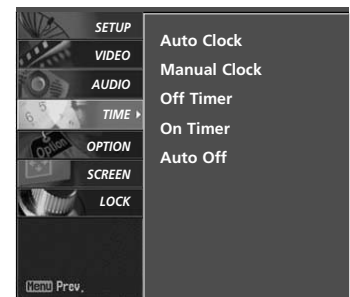 SETUP
VIDEO
AUDIO
TIME
OPTION
SCREEN
LOCK
Auto Clock
Manual Clock
Off Timer
On Timer
Auto Off
Option
Menu Prev.